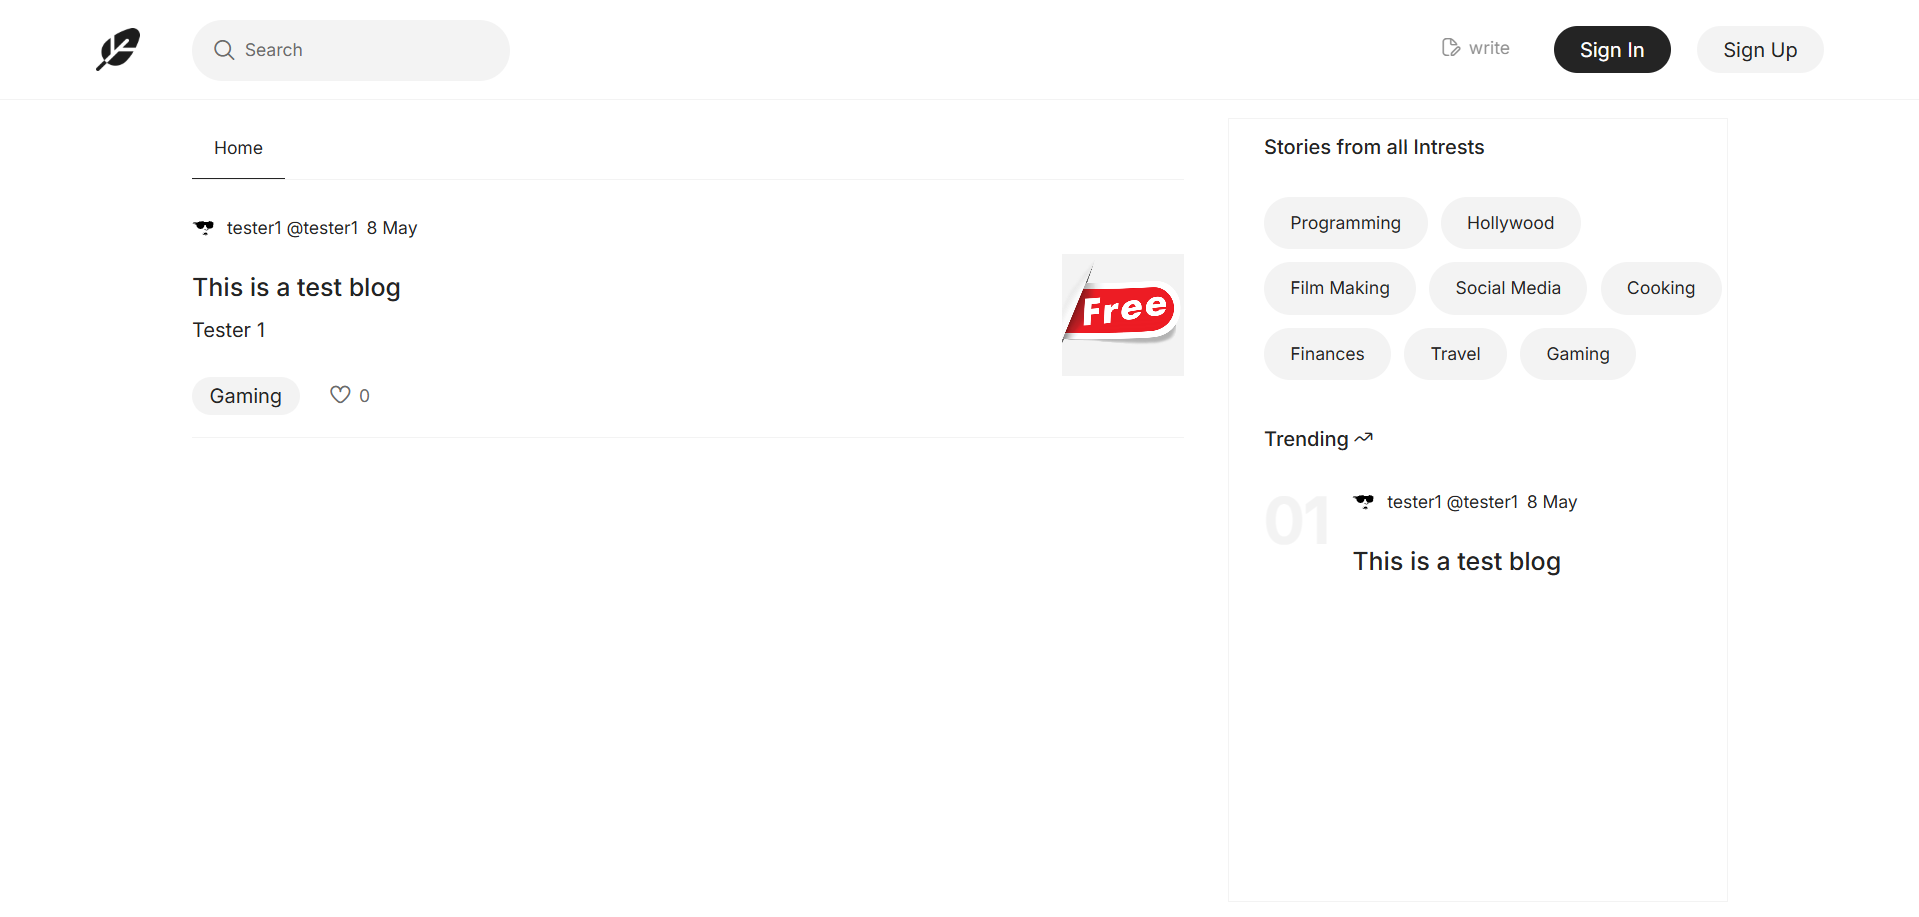 Search
write
Sign In
Sign Up
Home
tester1 @tester1 8 May
This is a test blog
Tester 1
Gaming
0
Free
Stories from all Intrests
Programming
Hollywood
Film Making
Social Media
Cooking
Finances
Travel
Gaming
Trending
01
tester1 @tester1 8 May
This is a test blog